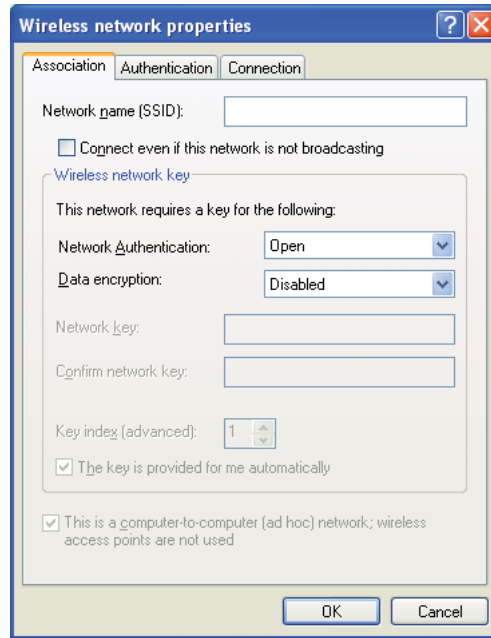 Wireless network properties
Association Authentication Connection
Network name (SSID):
Connect even if this network is not broadcasting
Wireless network key
This network requires a key for the following:
Network Authentication: Open
Data encryption: Disabled
Network key:
Confirm network key:
Key index (advanced): 1
The key is provided for me automatically
This is a computer-to-computer (ad hoc) network; wireless
access points are not used
OK Cancel